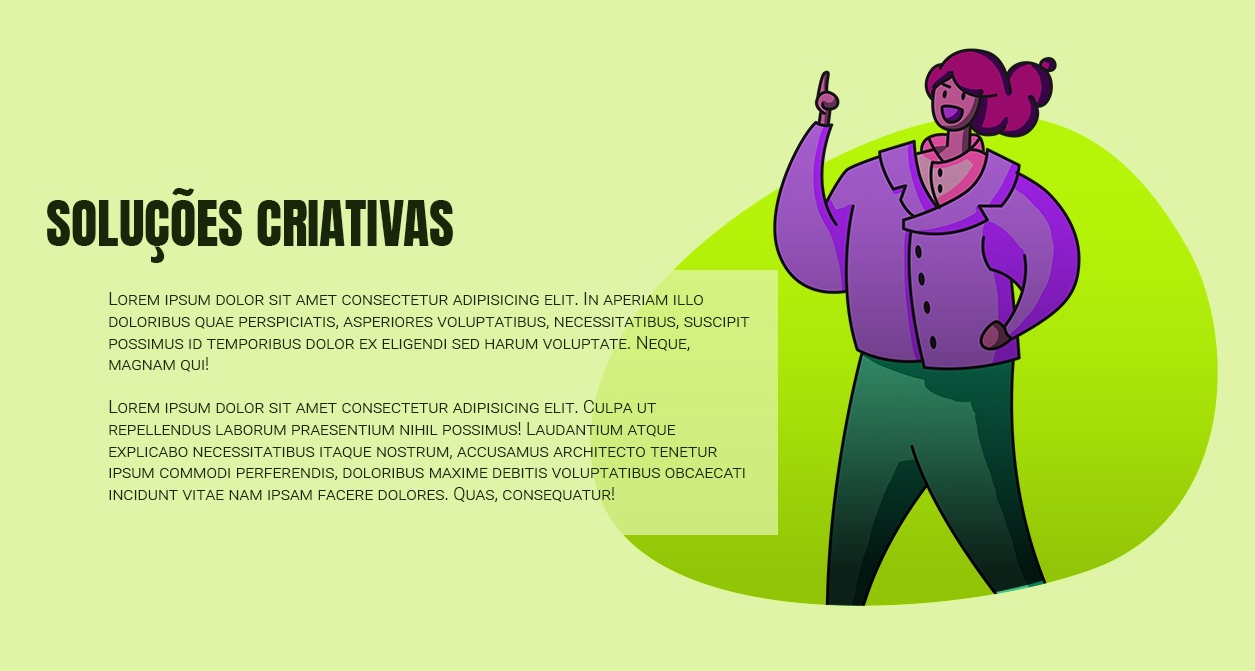 SOLUÇÕES CRIATIVAS
Lorem ipsum dolor sit amet consectetur adipisicing elit. In aperiam illo
doloribus quae perspiciatis, asperiores voluptatibus, necessitatibus, suscipit
possimus id temporibus dolor ex eligendi sed harum voluptate. Neque,
magnam qui!
Lorem ipsum dolor sit amet consectetur adipisicing elit. Culpa ut
repellendus laborum praesentium nihil possimus! Laudantium atque
explicabo necessitatibus itaque nostrum, accusamus architecto tenetur
ipsum commodi perferendis, doloribus maxime debitis voluptatibus obcaecati
incidunt vitae nam ipsam facere dolores. Quas, consequatur!